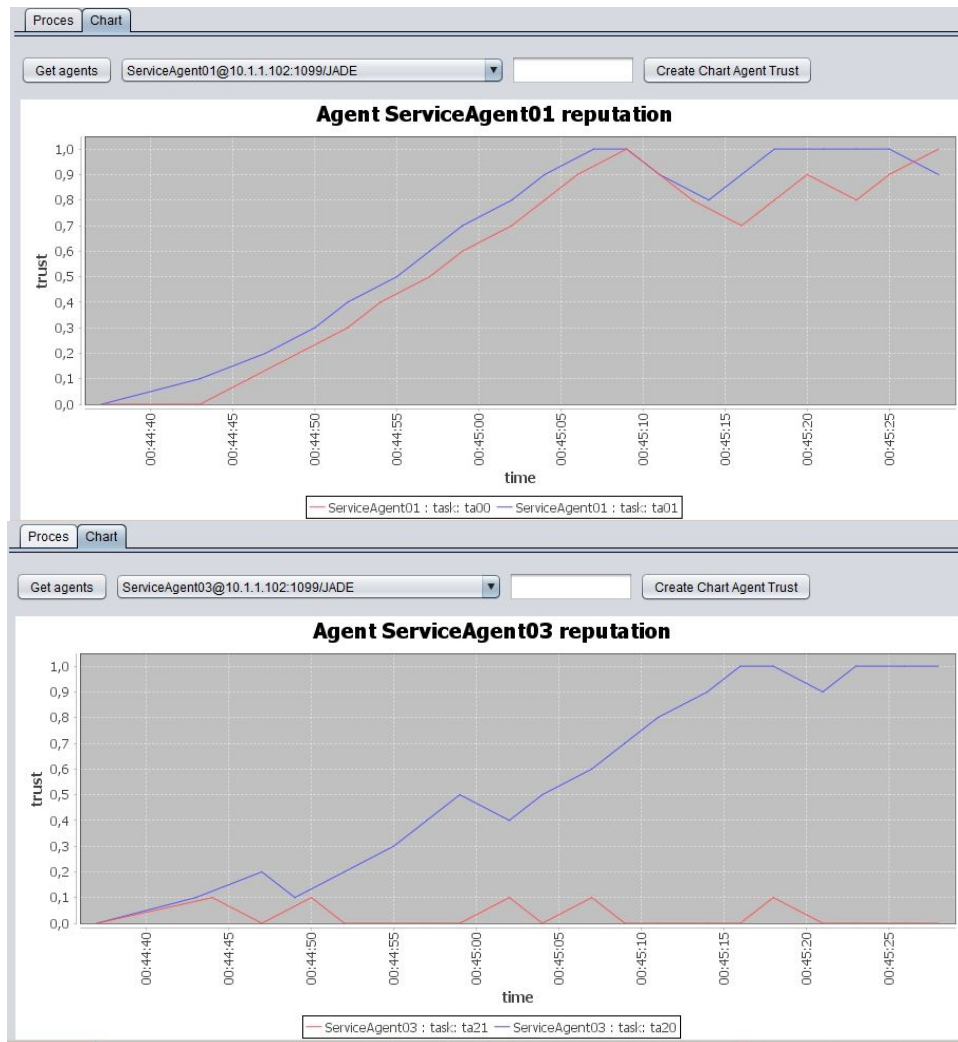 Proces Chart
Get agents ServiceAgent01@10.1.1.102:1099/JADE Create Chart Agent Trust
Agent ServiceAgent01 reputation
1,0
0,9
0,8
0,7
0,6
0,5
0,4
0,3
0,2
0,1
0,0
trust
00:44:40 00:44:45 00:44:50 00:44:55 00:45:00 00:45:05 00:45:10 00:45:15 00:45:20 00:45:25
time
ServiceAgent01 : task: ta00 ServiceAgent01 : task: ta01
Proces Chart
Get agents ServiceAgent03@10.1.1.102:1099/JADE Create Chart Agent Trust
Agent ServiceAgent03 reputation
1,0
0,9
0,8
0,7
0,6
0,5
0,4
0,3
0,2
0,1
0,0
trust
00:44:40 00:44:45 00:44:50 00:44:55 00:45:00 00:45:05 00:45:10 00:45:15 00:45:20 00:45:25
time
ServiceAgent03 : task: ta21 ServiceAgent03 : task: ta20